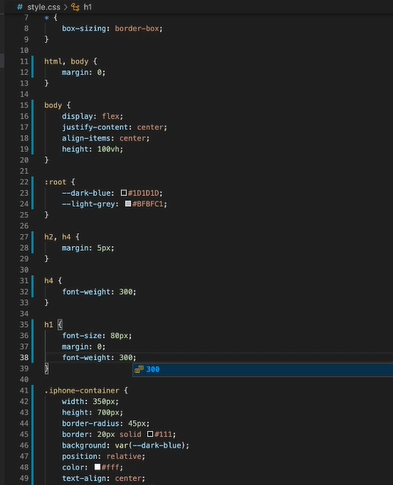 style.css > h1
7 * {
8 box-sizing: border-box;
9 }
10
11 html, body {
12 margin: 0;
13 }
14
15 body {
16 display: flex;
17 justify-content: center;
18 align-items: center;
19 height: 100vh;
20 }
21
22 :root {
23 --dark-blue: #1D1D1D;
24 --light-grey: #BFBFC1;
25 }
26
27 h2, h4 {
28 margin: 5px;
29 }
30
31 h4 {
32 font-weight: 300;
33 }
34
35 h1 {
36 font-size: 80px;
37 margin: 0;
38 font-weight: 300;
39 }
300
40
41 .iphone-container {
42 width: 350px;
43 height: 700px;
44 border-radius: 45px;
45 border: 20px solid #111;
46 background: var(--dark-blue);
47 position: relative;
48 color: #fff;
49 text-align: center;